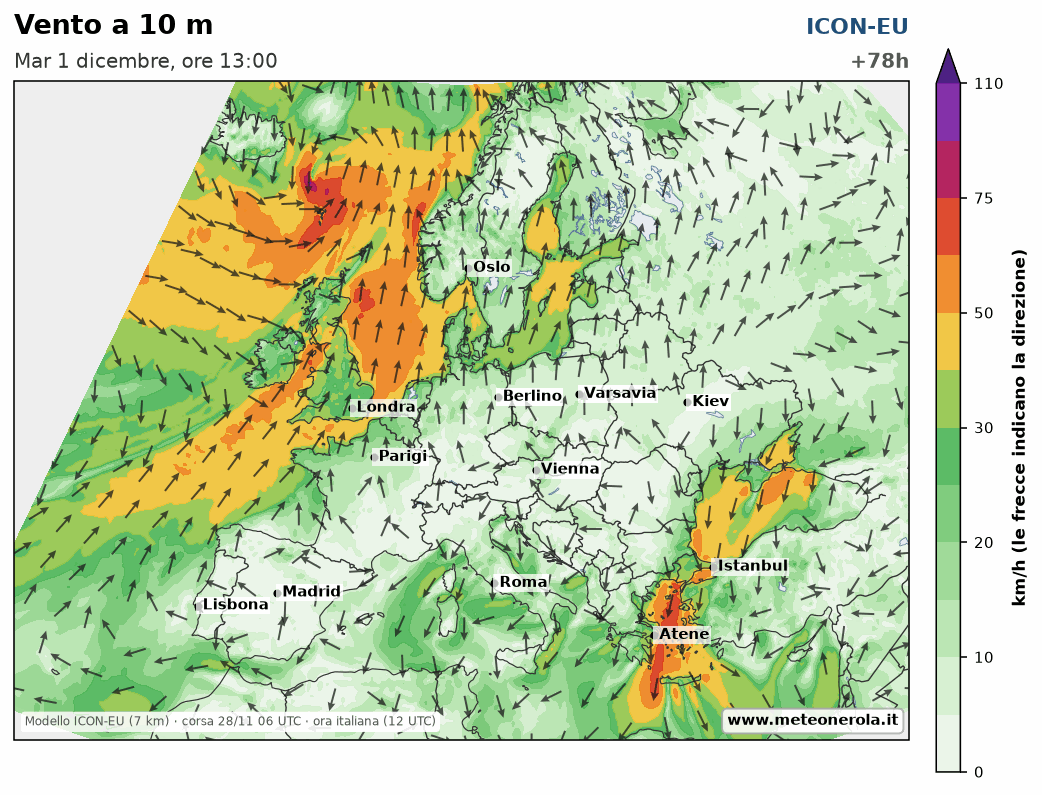 Vento a 10 m
ICON-EU
Mar 1 dicembre, ore 13:00
+78h
110
75
50
30
20
10
0
km/h (le frecce indicano la direzione)
Oslo
Londra
Berlino
Varsavia
Kiev
Parigi
Vienna
Istanbul
Roma
Madrid
Lisbona
Atene
Modello ICON-EU (7 km) · corsa 28/11 06 UTC · ora italiana (12 UTC)
www.meteonerola.it